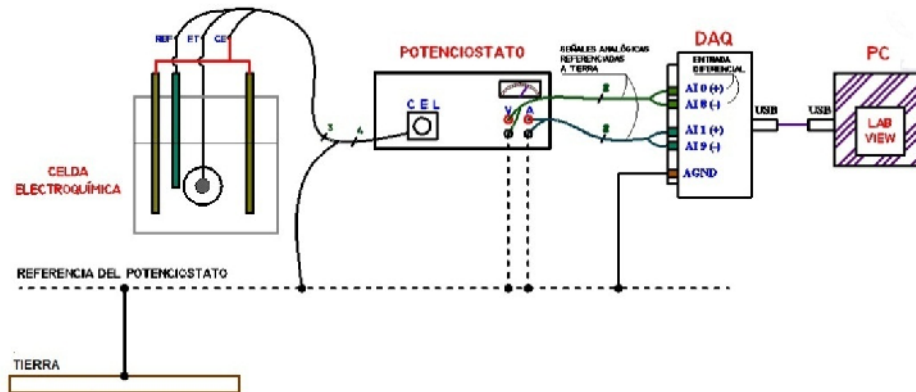 REF
ET
CE
CELDA
ELECTROQUÍMICA
3
4
POTENCIOSTATO
CEL
V
A
SEÑALES ANALÓGICAS
REFERENCIADAS
A TIERRA
2
2
DAQ
ENTRADA
DIFERENCIAL
AI 0 (+)
AI 8 (-)
AI 1 (+)
AI 9 (-)
AGND
USB
USB
PC
LAB
VIEW
REFERENCIA DEL POTENCIOSTATO
TIERRA